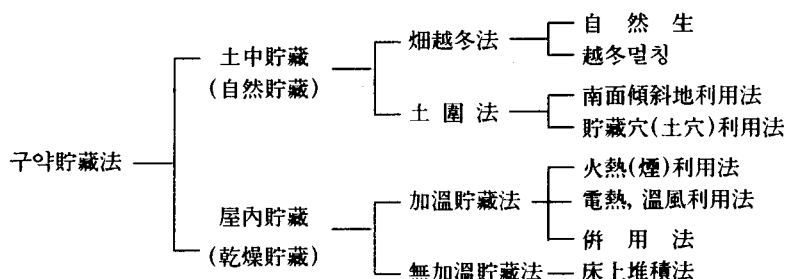 구약貯藏法
土中貯藏
(自然貯藏)
畑越冬法
自然生
越冬멀칭
土圍法
南面傾斜地利用法
貯藏穴(土穴)利用法
屋內貯藏
(乾燥貯藏)
加溫貯藏法
火熱(煙)利用法
電熱, 溫風利用法
倂用法
無加溫貯藏法
床上堆積法